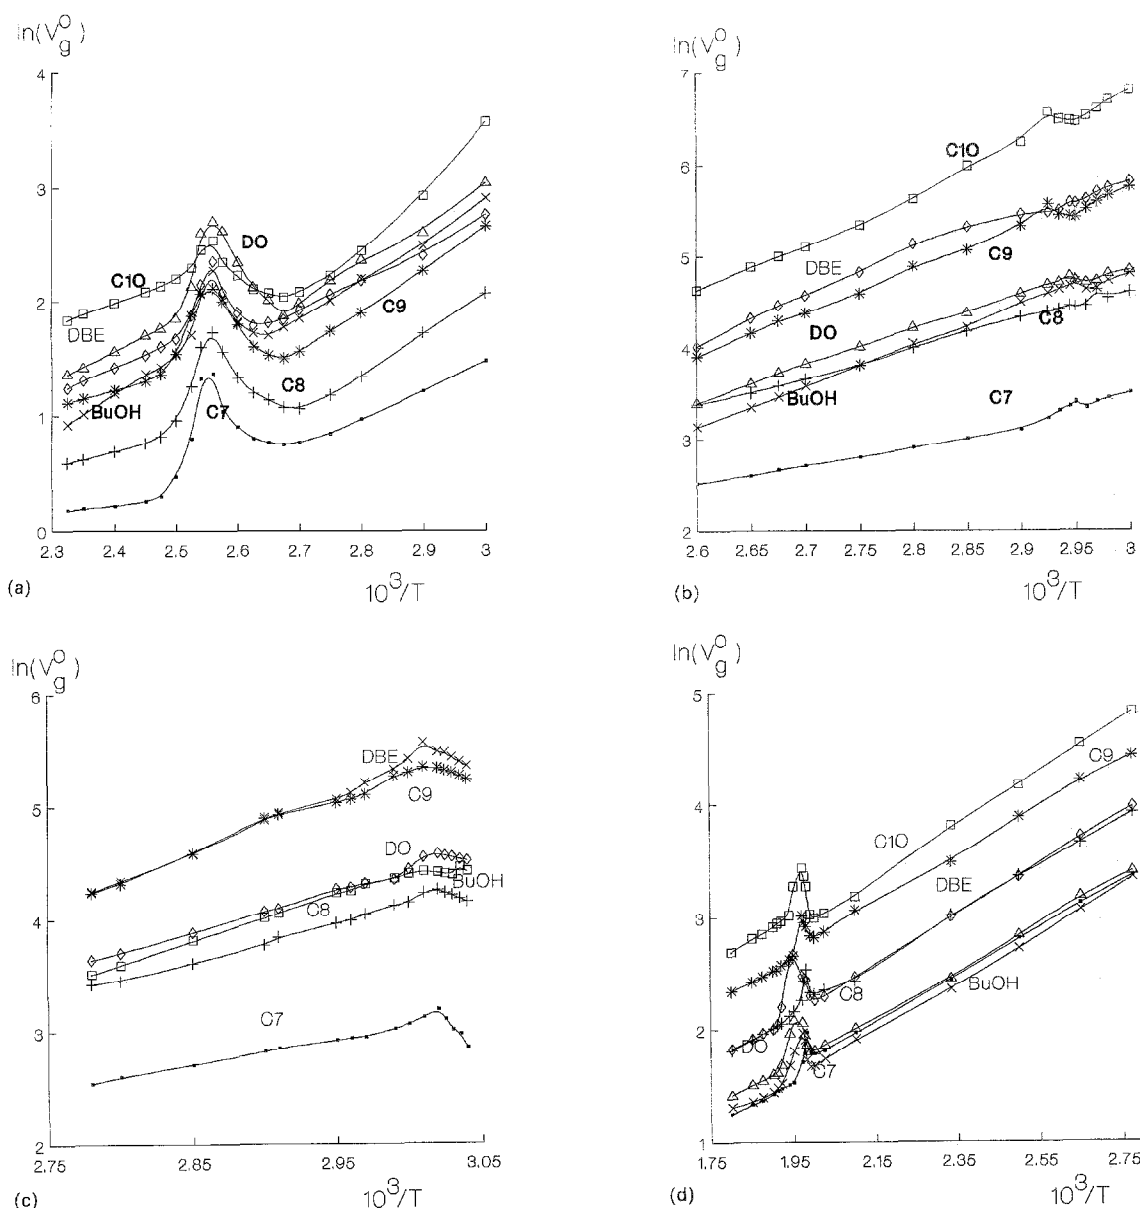 ln(V_g^o)
4
3
2
1
0
C10
DO
DBE
C9
C8
C7
BuOH
2.3 2.4 2.5 2.6 2.7 2.8 2.9 3
10^3/T
(a)
ln(V_g^o)
7
6
5
4
3
2
C10
DBE
C9
DO
C8
BuOH
C7
2.6 2.65 2.7 2.75 2.8 2.85 2.9 2.95 3
10^3/T
(b)
ln(V_g^o)
6
5
4
3
2
DBE
C9
DO
BuOH
C8
C7
2.75 2.85 2.95 3.05
10^3/T
(c)
ln(V_g^o)
5
4
3
2
1
C9
C10
DBE
C8
BuOH
DO
C7
1.75 1.95 2.15 2.35 2.55 2.75
10^3/T
(d)